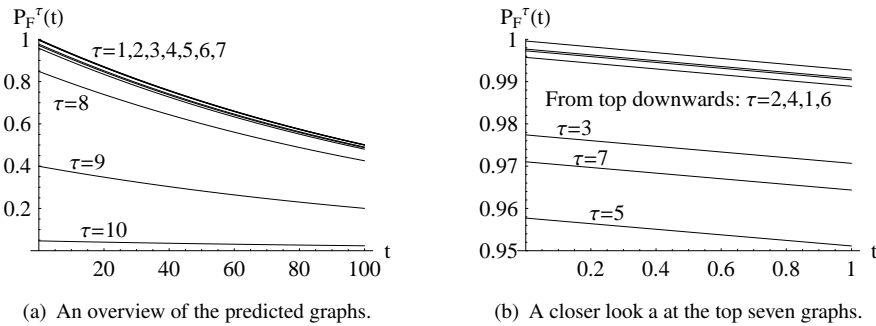 P_F^τ(t)
1
τ=1,2,3,4,5,6,7
0.8
τ=8
0.6
τ=9
0.4
0.2
τ=10
t
20 40 60 80 100
(a) An overview of the predicted graphs.
P_F^τ(t)
1
0.99
From top downwards: τ=2,4,1,6
0.98
τ=3
τ=7
0.97
0.96
τ=5
0.95
t
0.2 0.4 0.6 0.8 1
(b) A closer look a at the top seven graphs.